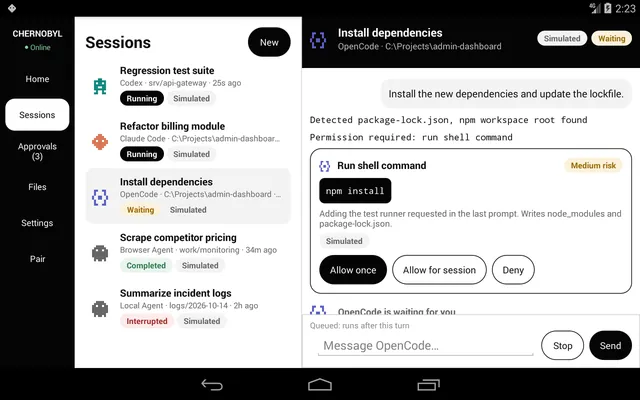 4G 2:23
CHERNOBYL
Online
Home
Sessions
Approvals
(3)
Files
Settings
Pair
Sessions
New
Regression test suite
Codex · srv/api-gateway · 25s ago
Running Simulated
Refactor billing module
Claude Code · C:\Projects\admin-dashboar…
Running Simulated
Install dependencies
OpenCode · C:\Projects\admin-dashboard ·…
Waiting Simulated
Scrape competitor pricing
Browser Agent · work/monitoring · 34m ago
Completed Simulated
Summarize incident logs
Local Agent · logs/2026-10-14 · 2h ago
Interrupted Simulated
Install dependencies
OpenCode · C:\Projects\admin-dashboard
Simulated Waiting
Install the new dependencies and update the lockfile.
Detected package-lock.json, npm workspace root found
Permission required: run shell command
Run shell command
Medium risk
npm install
Adding the test runner requested in the last prompt. Writes node_modules and
package-lock.json.
Simulated
Allow once Allow for session Deny
OpenCode is waiting for you
Queued: runs after this turn
Message OpenCode…
Stop Send